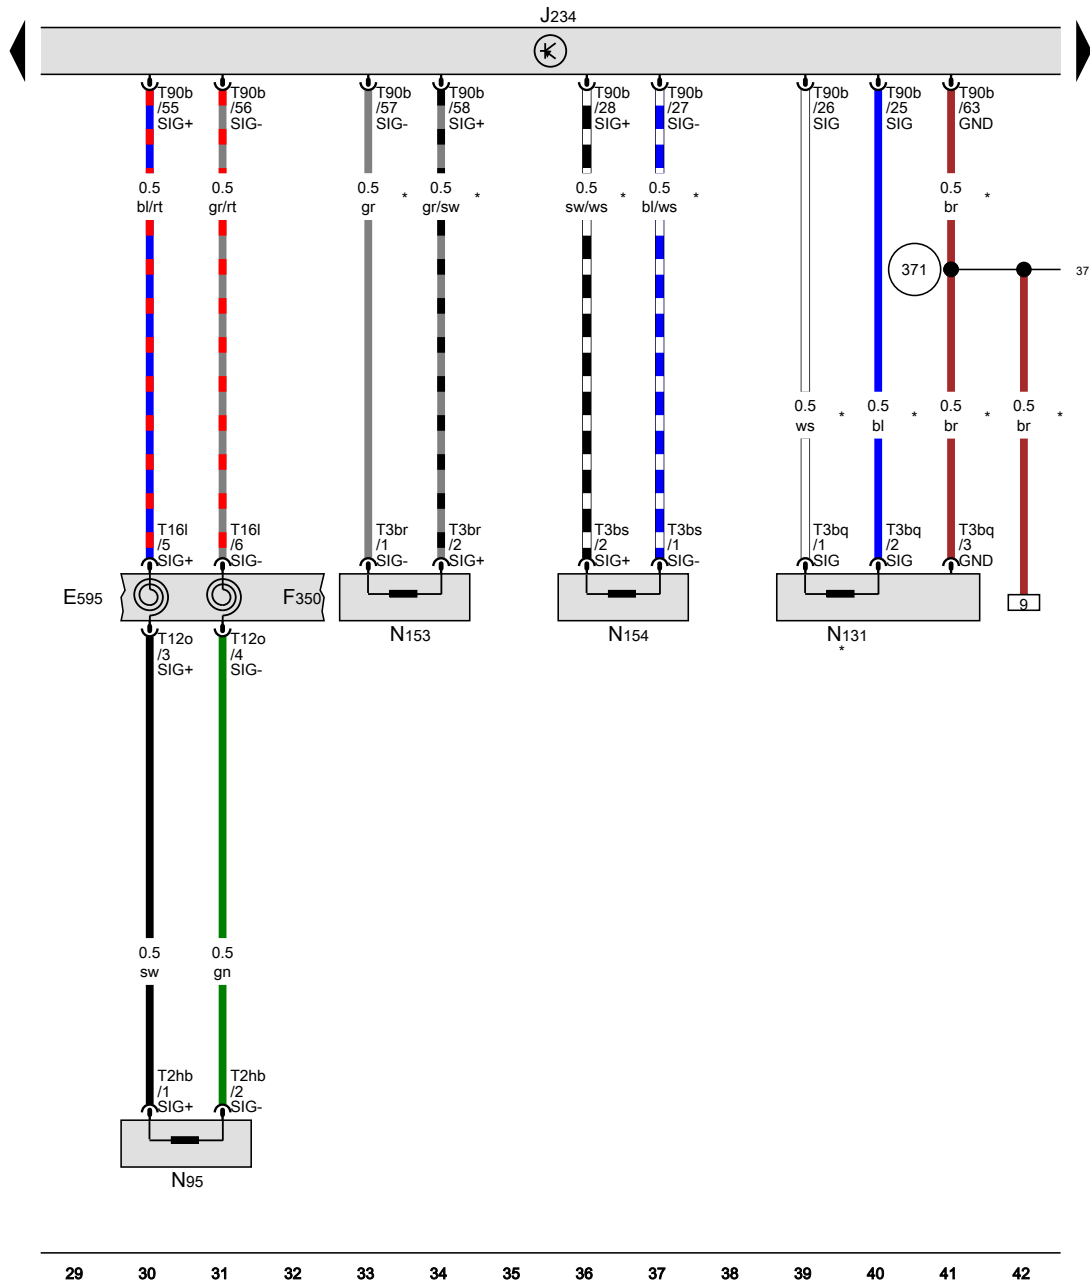 J234
T90b
/55
SIG+
T90b
/56
SIG-
T90b
/57
SIG-
T90b
/58
SIG+
T90b
/28
SIG+
T90b
/27
SIG-
T90b
/26
SIG
T90b
/25
SIG
T90b
/63
GND
0.5
bl/rt
0.5
gr/rt
0.5
gr
*
0.5
gr/sw
*
0.5
sw/ws
*
0.5
bl/ws
*
0.5
br
*
371
37
0.5
ws
*
0.5
bl
*
0.5
br
*
0.5
br
*
T16l
/5
SIG+
T16l
/6
SIG-
T3br
/1
SIG-
T3br
/2
SIG+
T3bs
/2
SIG+
T3bs
/1
SIG-
T3bq
/1
SIG
T3bq
/2
SIG
T3bq
/3
GND
E595
F350
N153
N154
N131
*
9
T12o
/3
SIG+
T12o
/4
SIG-
0.5
sw
0.5
gn
T2hb
/1
SIG+
T2hb
/2
SIG-
N95
29 30 31 32 33 34 35 36 37 38 39 40 41 42